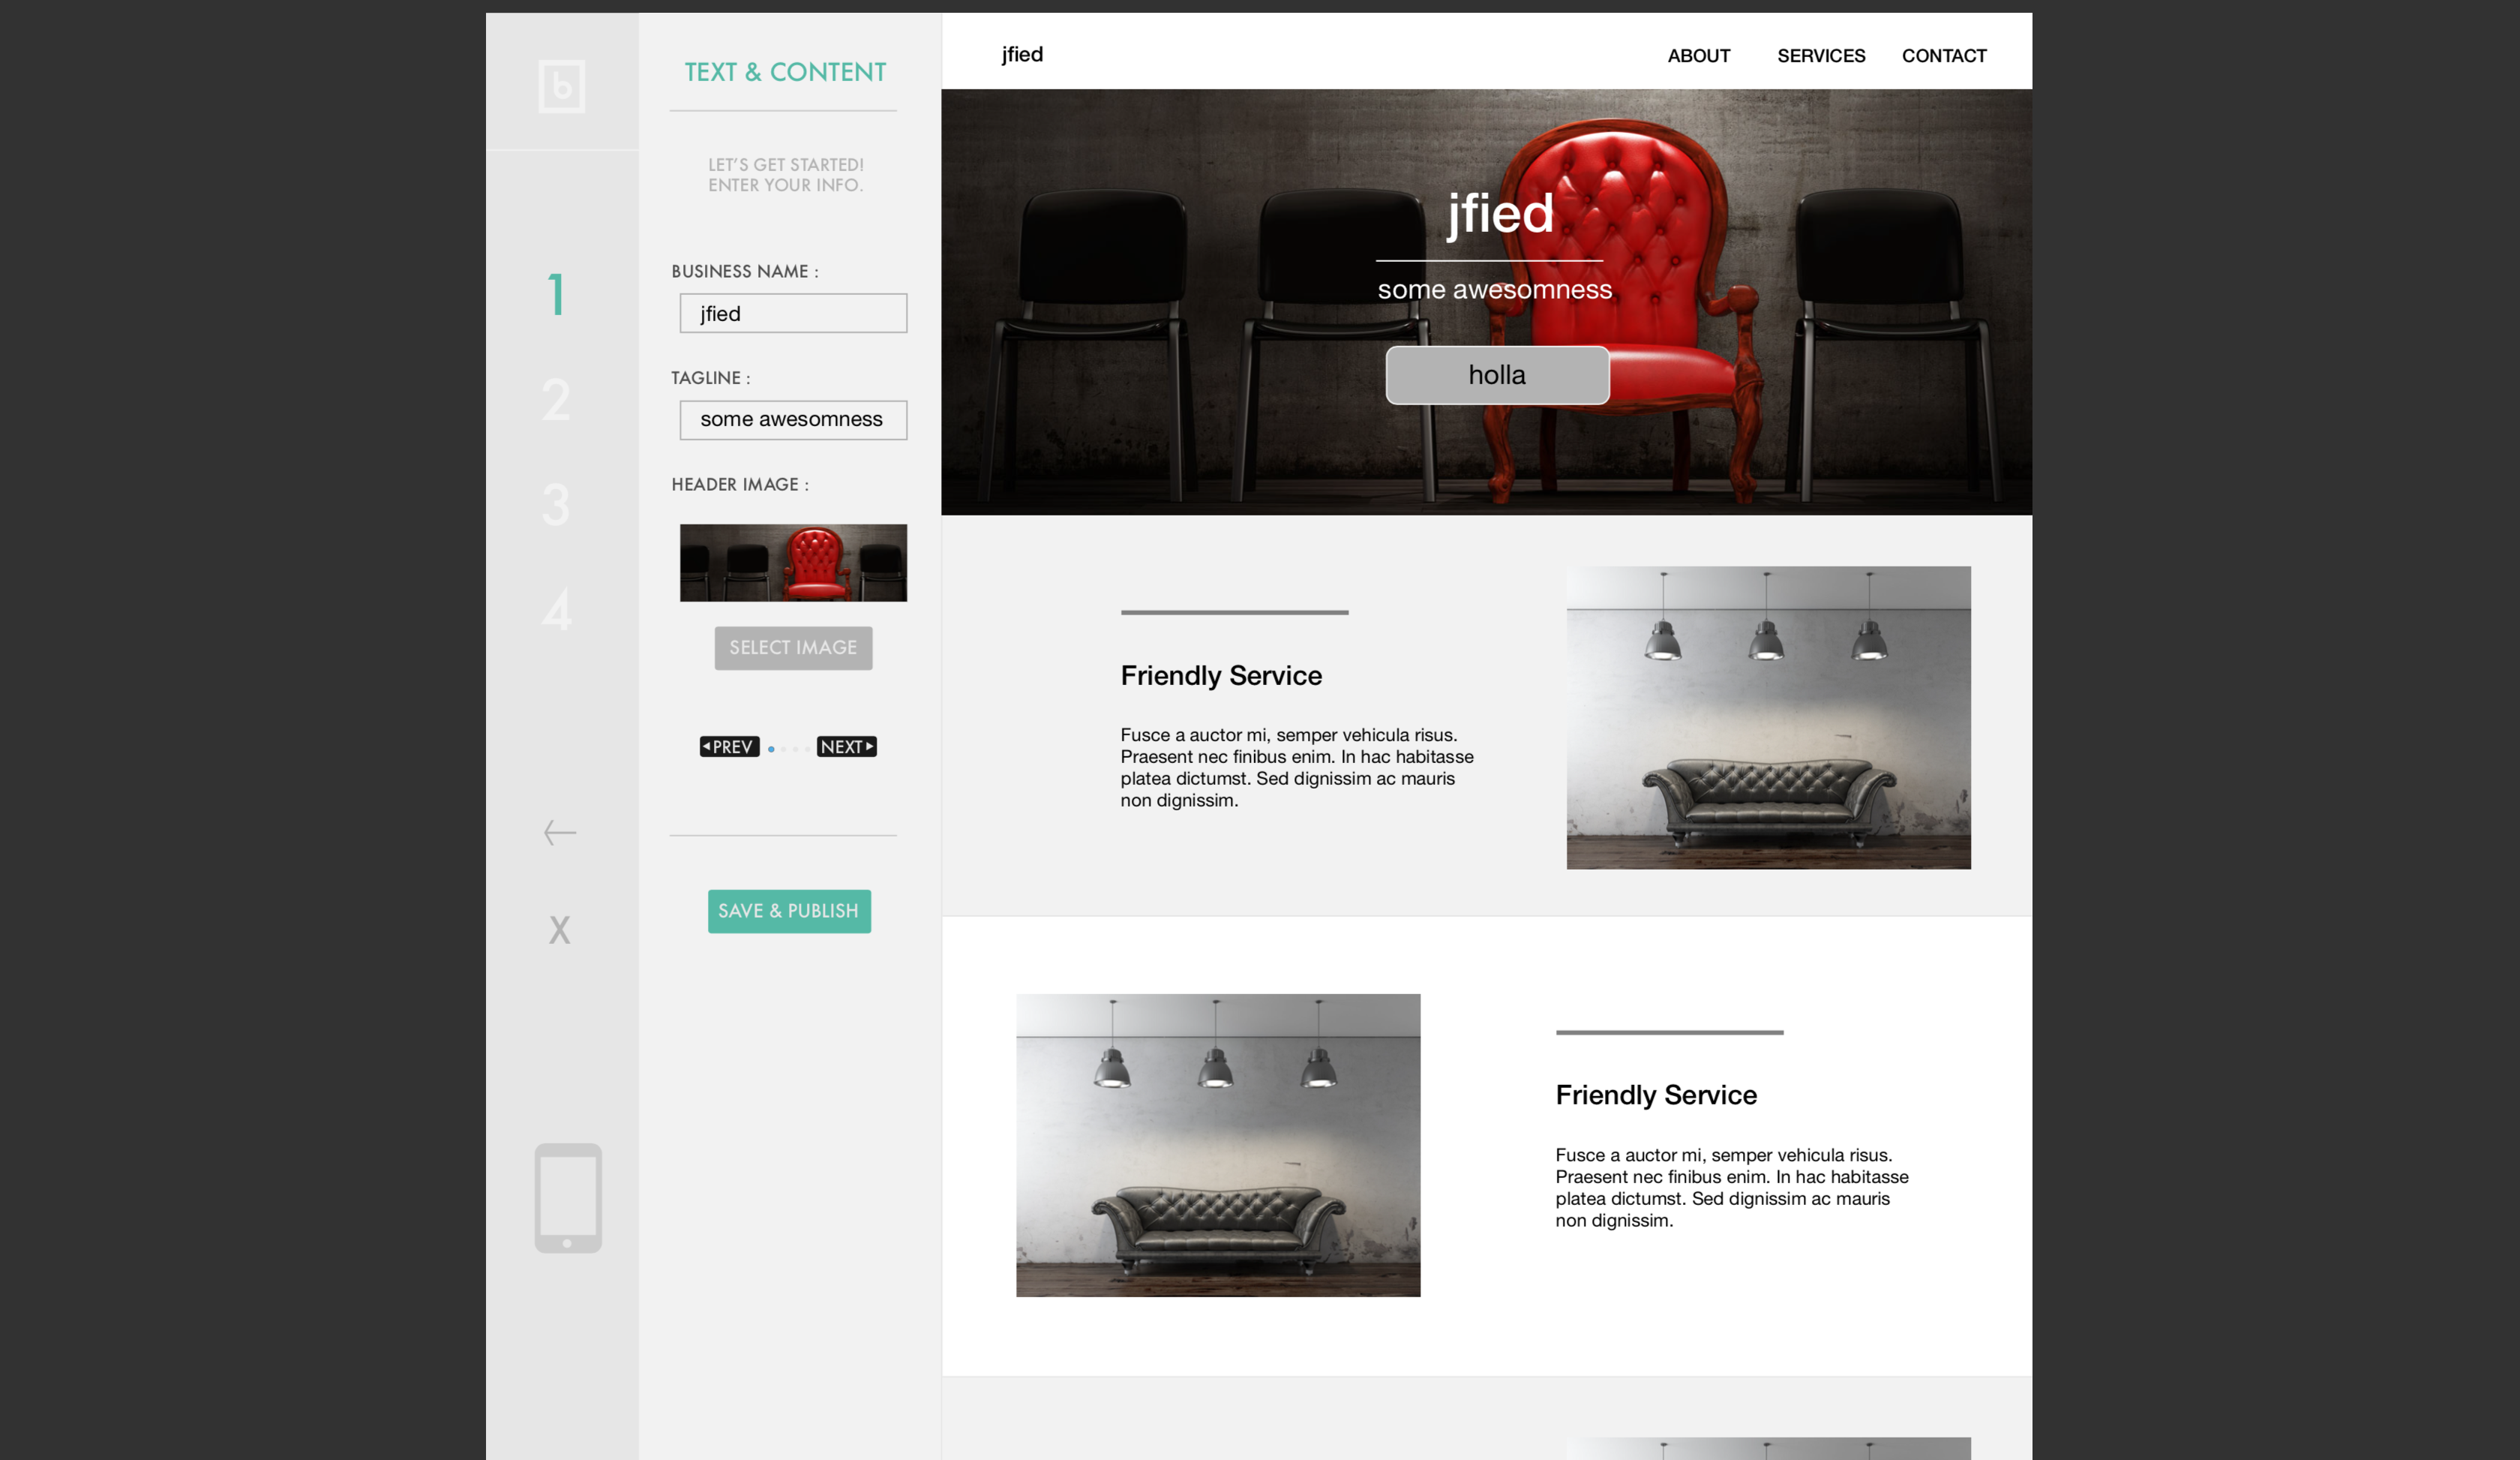 b
1
2
3
4
X
TEXT & CONTENT
LET'S GET STARTED!
ENTER YOUR INFO.
BUSINESS NAME :
jfied
TAGLINE :
some awesomness
HEADER IMAGE :
SELECT IMAGE
PREV
NEXT
SAVE & PUBLISH
jfied
ABOUT SERVICES CONTACT
jfied
some awesomness
holla
Friendly Service
Fusce a auctor mi, semper vehicula risus.
Praesent nec finibus enim. In hac habitasse
platea dictumst. Sed dignissim ac mauris
non dignissim.
Friendly Service
Fusce a auctor mi, semper vehicula risus.
Praesent nec finibus enim. In hac habitasse
platea dictumst. Sed dignissim ac mauris
non dignissim.